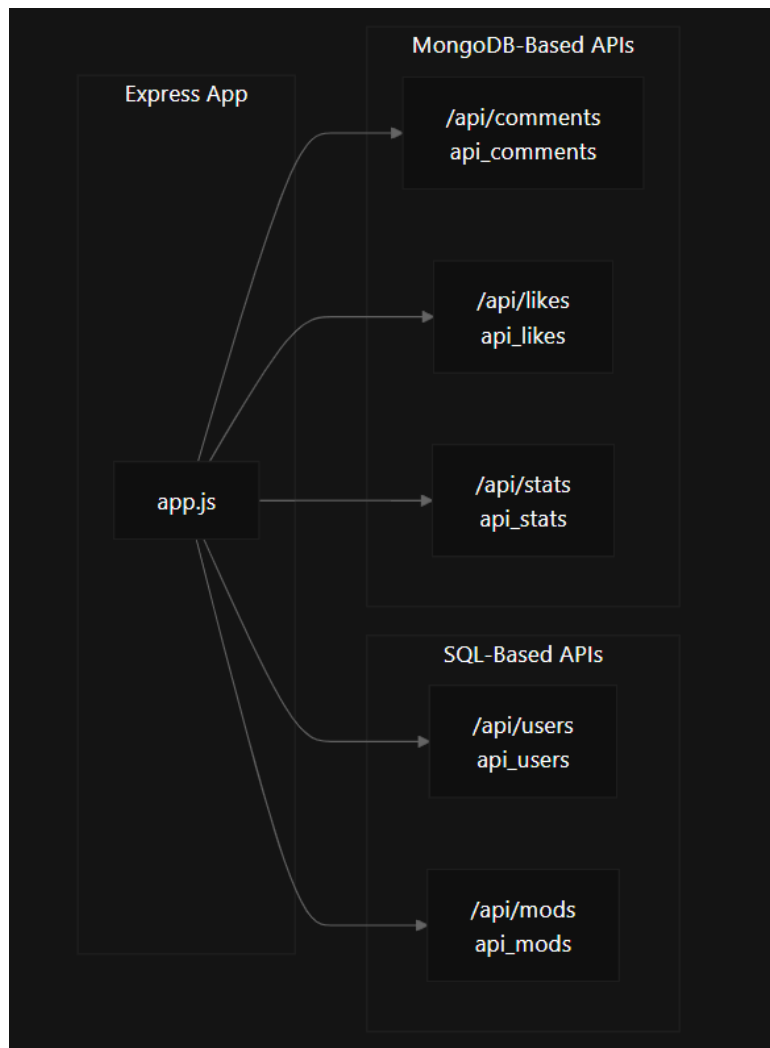 Express App
app.js
MongoDB-Based APIs
/api/comments
api_comments
/api/likes
api_likes
/api/stats
api_stats
SQL-Based APIs
/api/users
api_users
/api/mods
api_mods